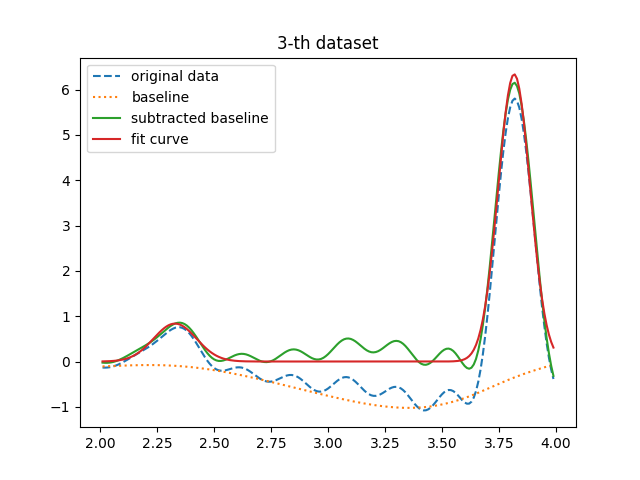 3-th dataset
original data
baseline
subtracted baseline
fit curve
6
5
4
3
2
1
0
−1
2.00 2.25 2.50 2.75 3.00 3.25 3.50 3.75 4.00